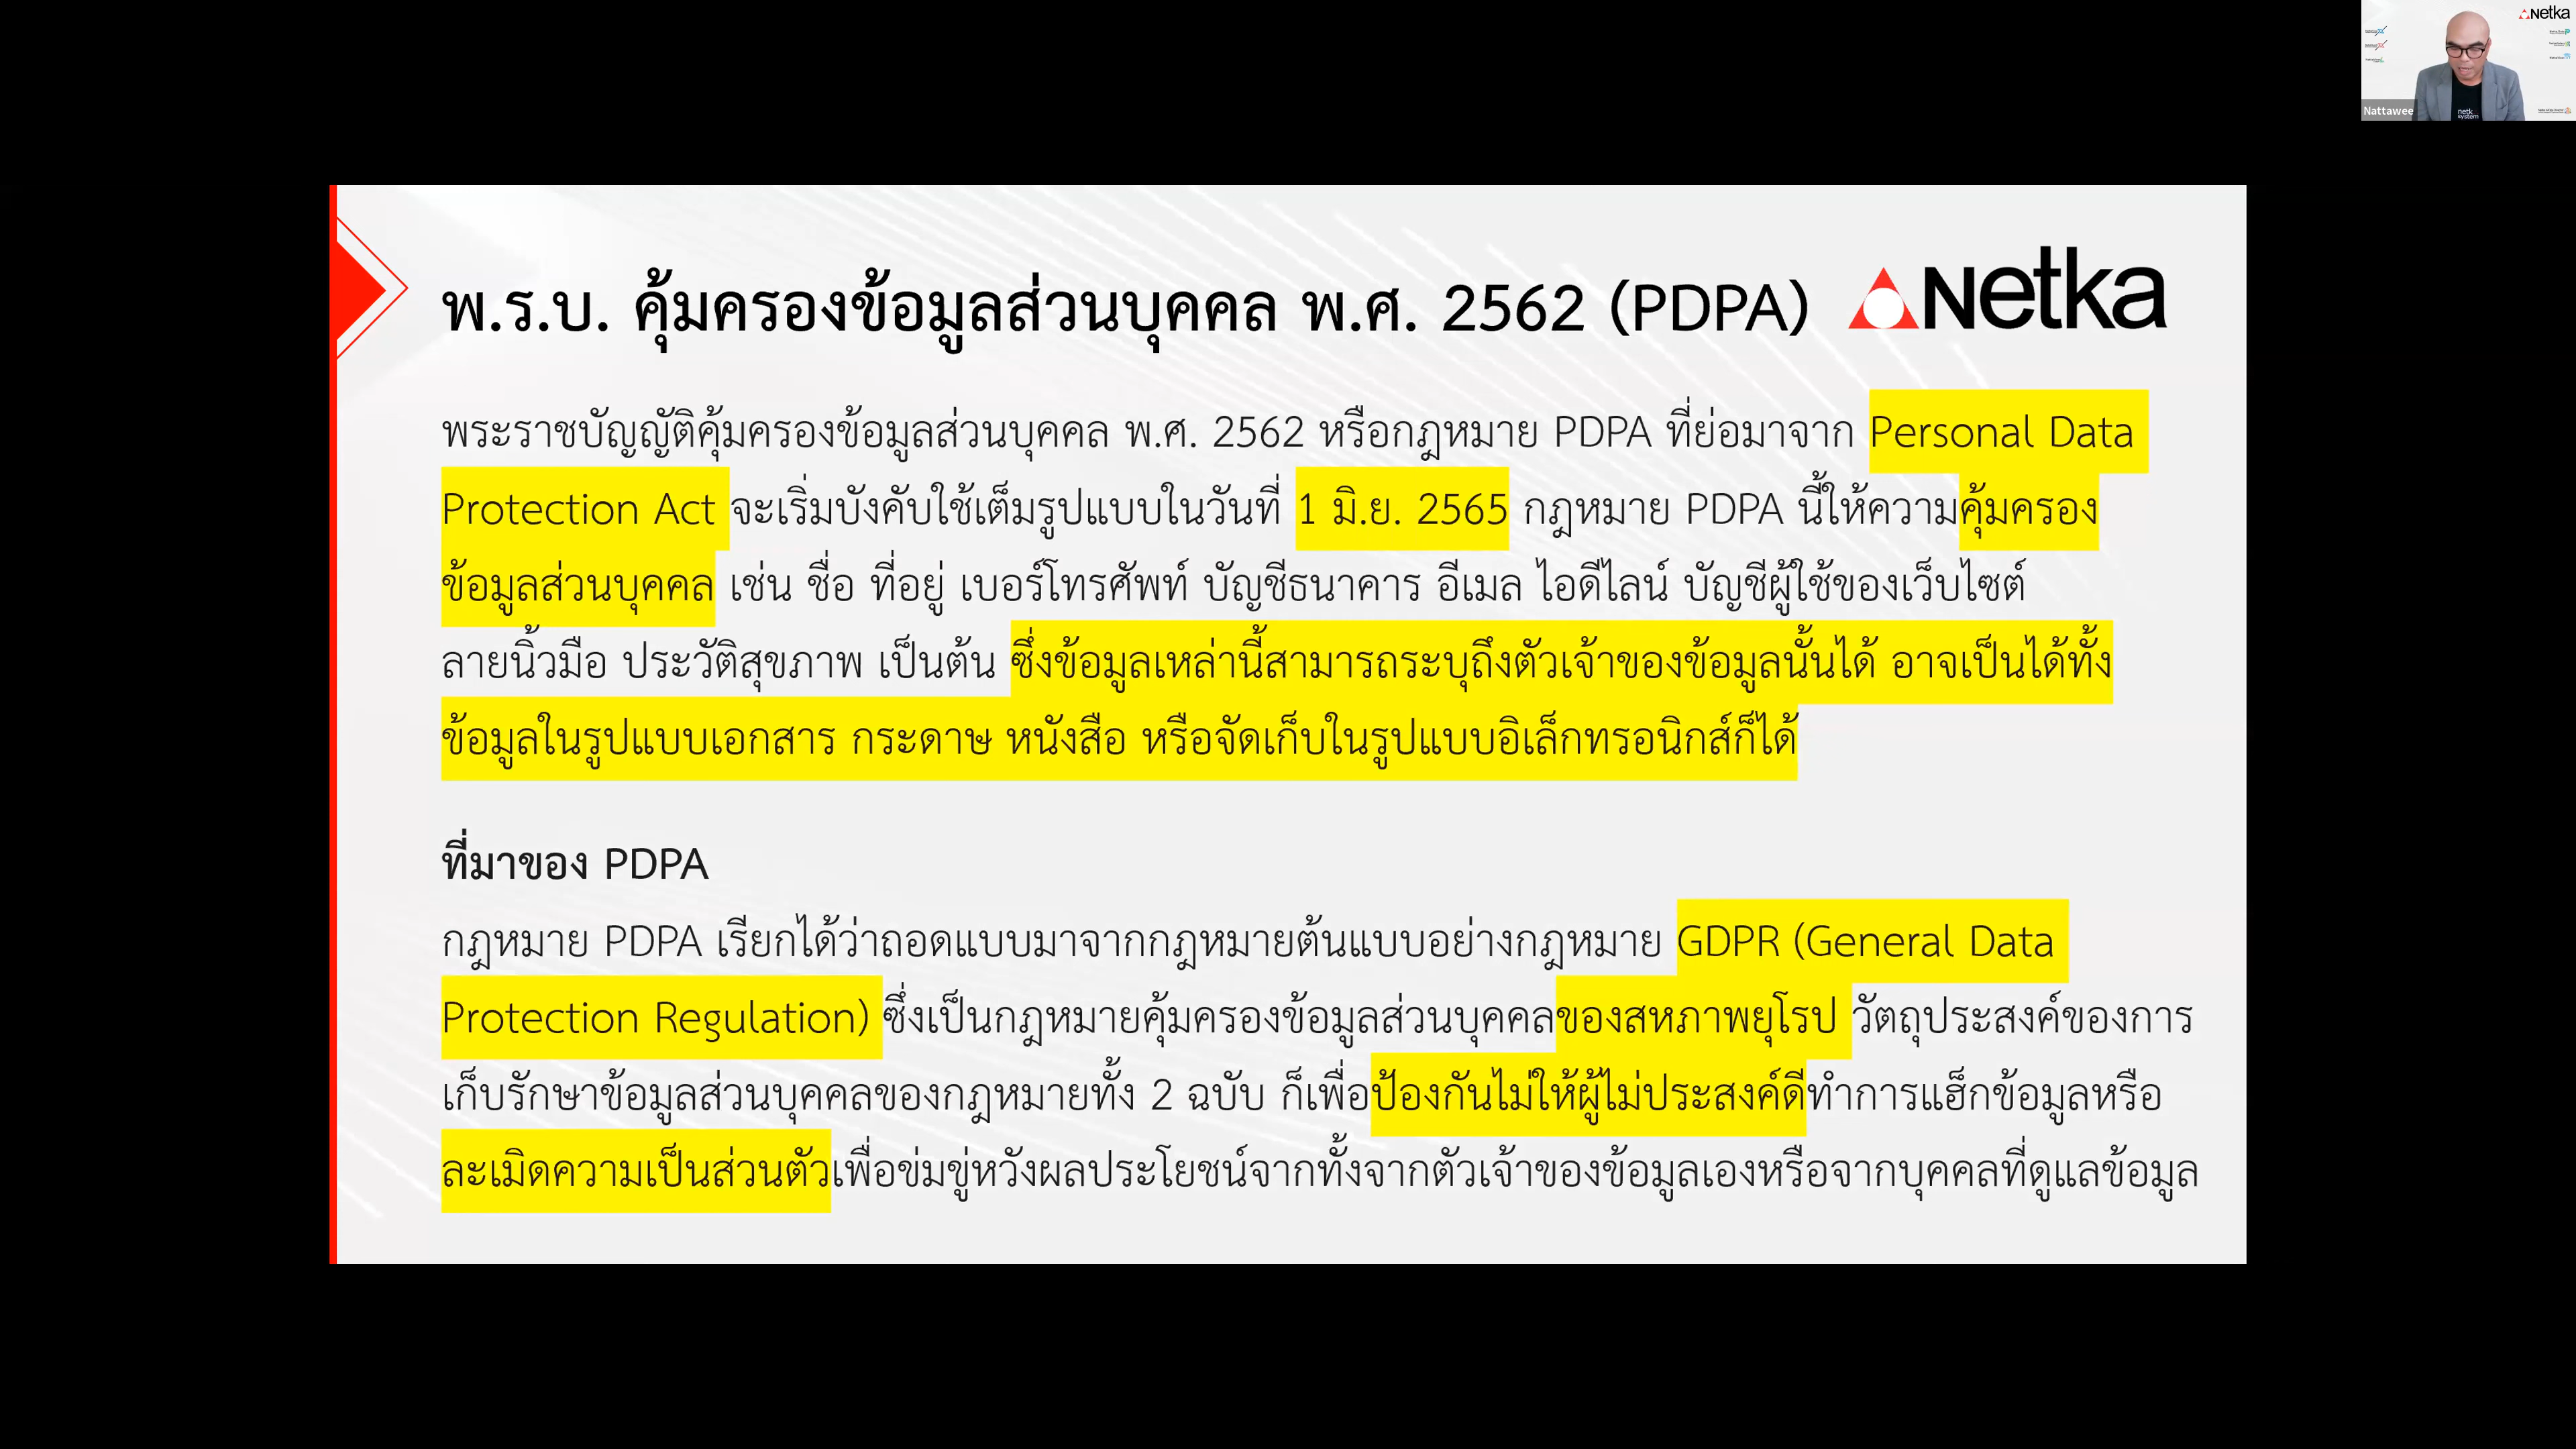 Netka
Nattawee
netk
system
พ.ร.บ. คุ้มครองข้อมูลส่วนบุคคล พ.ศ. 2562 (PDPA)
Netka
พระราชบัญญัติคุ้มครองข้อมูลส่วนบุคคล พ.ศ. 2562 หรือกฎหมาย PDPA ที่ย่อมาจาก Personal Data
Protection Act จะเริ่มบังคับใช้เต็มรูปแบบในวันที่ 1 มิ.ย. 2565 กฎหมาย PDPA นี้ให้ความคุ้มครอง
ข้อมูลส่วนบุคคล เช่น ชื่อ ที่อยู่ เบอร์โทรศัพท์ บัญชีธนาคาร อีเมล ไอดีไลน์ บัญชีผู้ใช้ของเว็บไซต์
ลายนิ้วมือ ประวัติสุขภาพ เป็นต้น ซึ่งข้อมูลเหล่านี้สามารถระบุถึงตัวเจ้าของข้อมูลนั้นได้ อาจเป็นได้ทั้ง
ข้อมูลในรูปแบบเอกสาร กระดาษ หนังสือ หรือจัดเก็บในรูปแบบอิเล็กทรอนิกส์ก็ได้
ที่มาของ PDPA
กฎหมาย PDPA เรียกได้ว่าถอดแบบมาจากกฎหมายต้นแบบอย่างกฎหมาย GDPR (General Data
Protection Regulation) ซึ่งเป็นกฎหมายคุ้มครองข้อมูลส่วนบุคคลของสหภาพยุโรป วัตถุประสงค์ของการ
เก็บรักษาข้อมูลส่วนบุคคลของกฎหมายทั้ง 2 ฉบับ ก็เพื่อป้องกันไม่ให้ผู้ไม่ประสงค์ดีทำการแฮ็กข้อมูลหรือ
ละเมิดความเป็นส่วนตัวเพื่อข่มขู่หวังผลประโยชน์จากทั้งจากตัวเจ้าของข้อมูลเองหรือจากบุคคลที่ดูแลข้อมูล